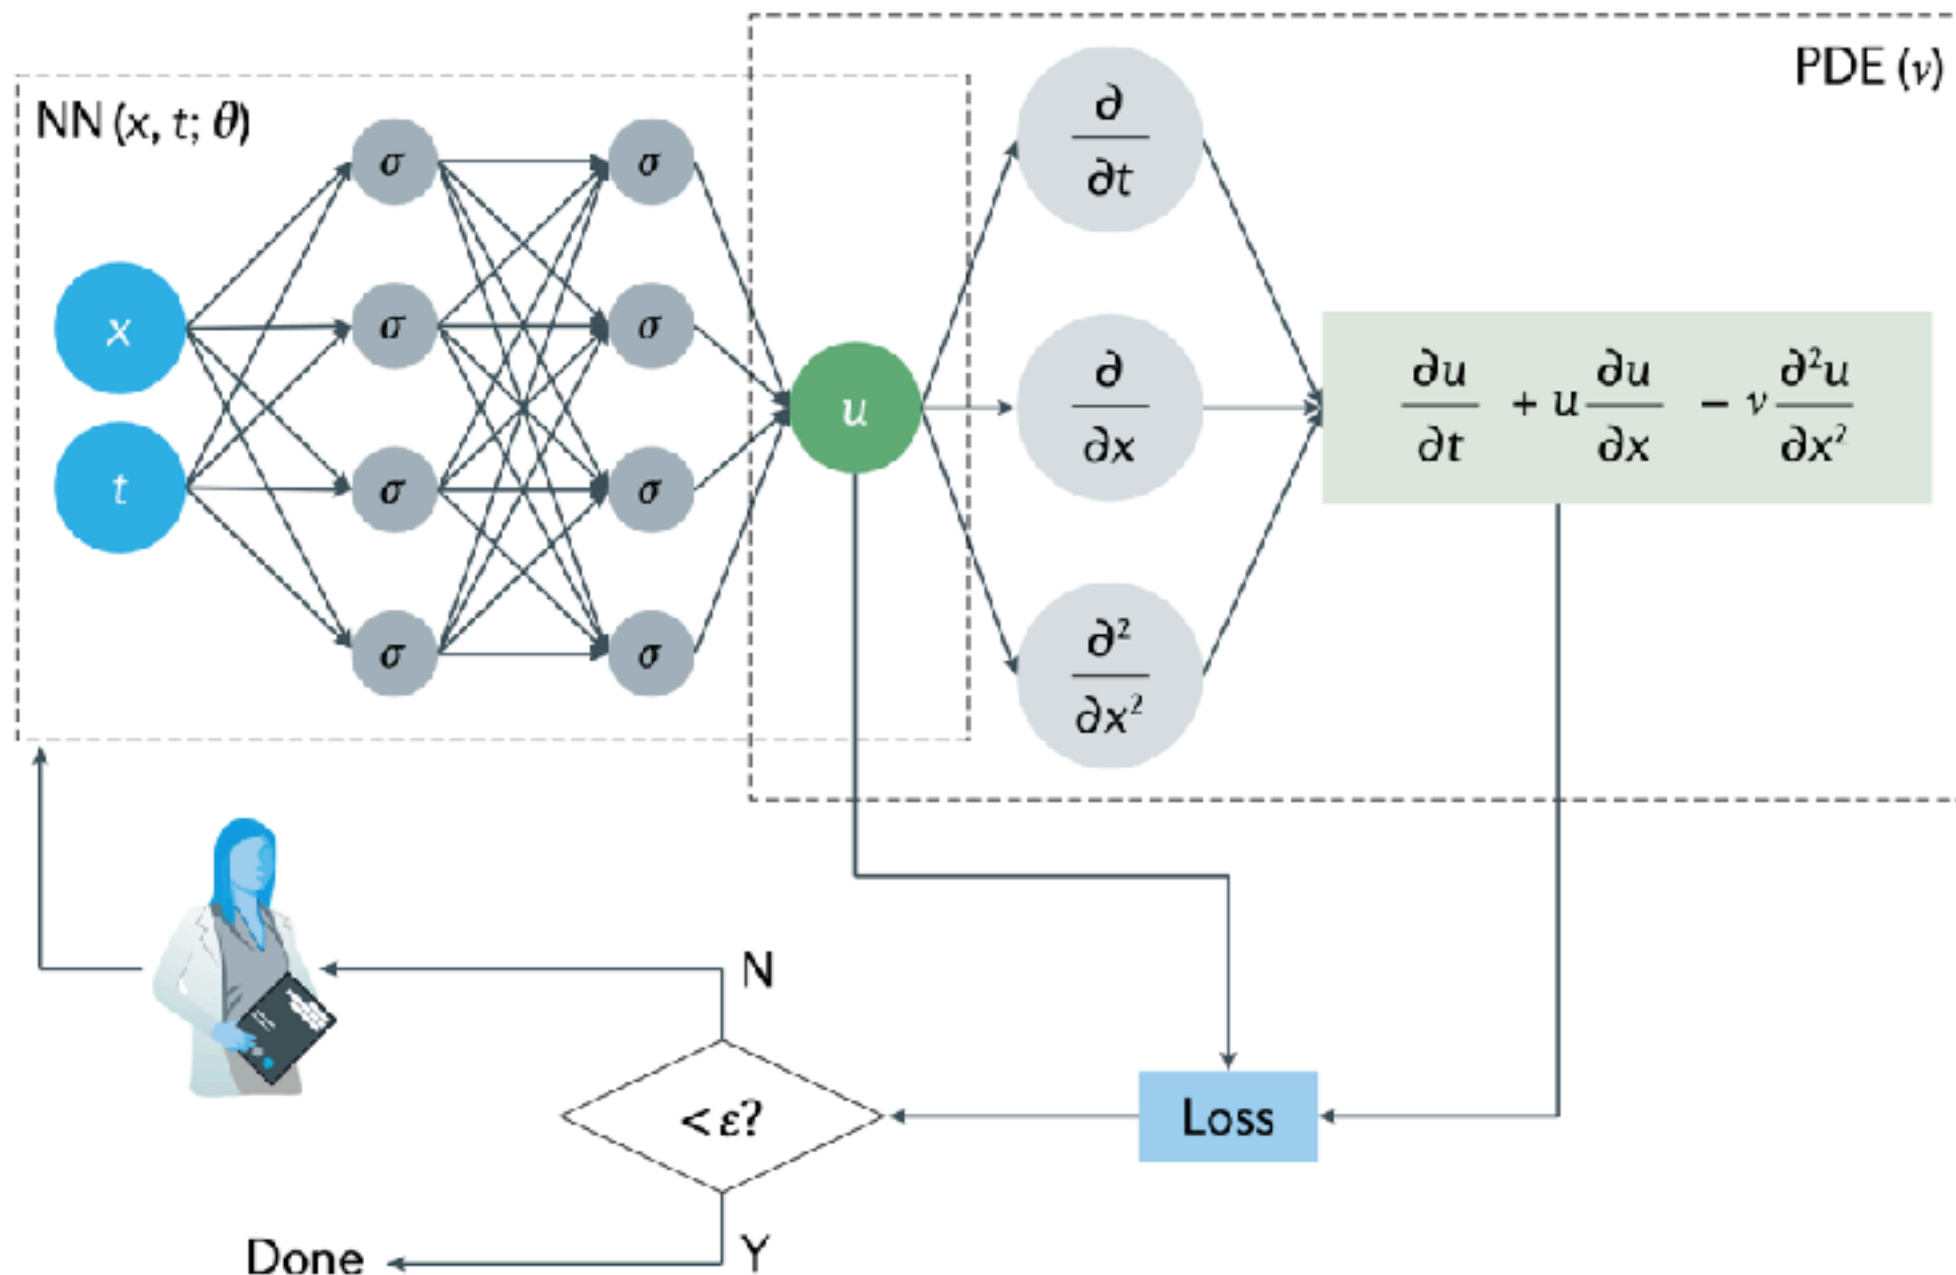 PDE (ν)
NN (x, t; θ)
σ σ
σ σ
σ σ
σ σ
x
t
u
∂/∂t
∂/∂x
∂²/∂x²
∂u/∂t + u ∂u/∂x − ν ∂²u/∂x²
N
< ε?
Loss
Y
Done